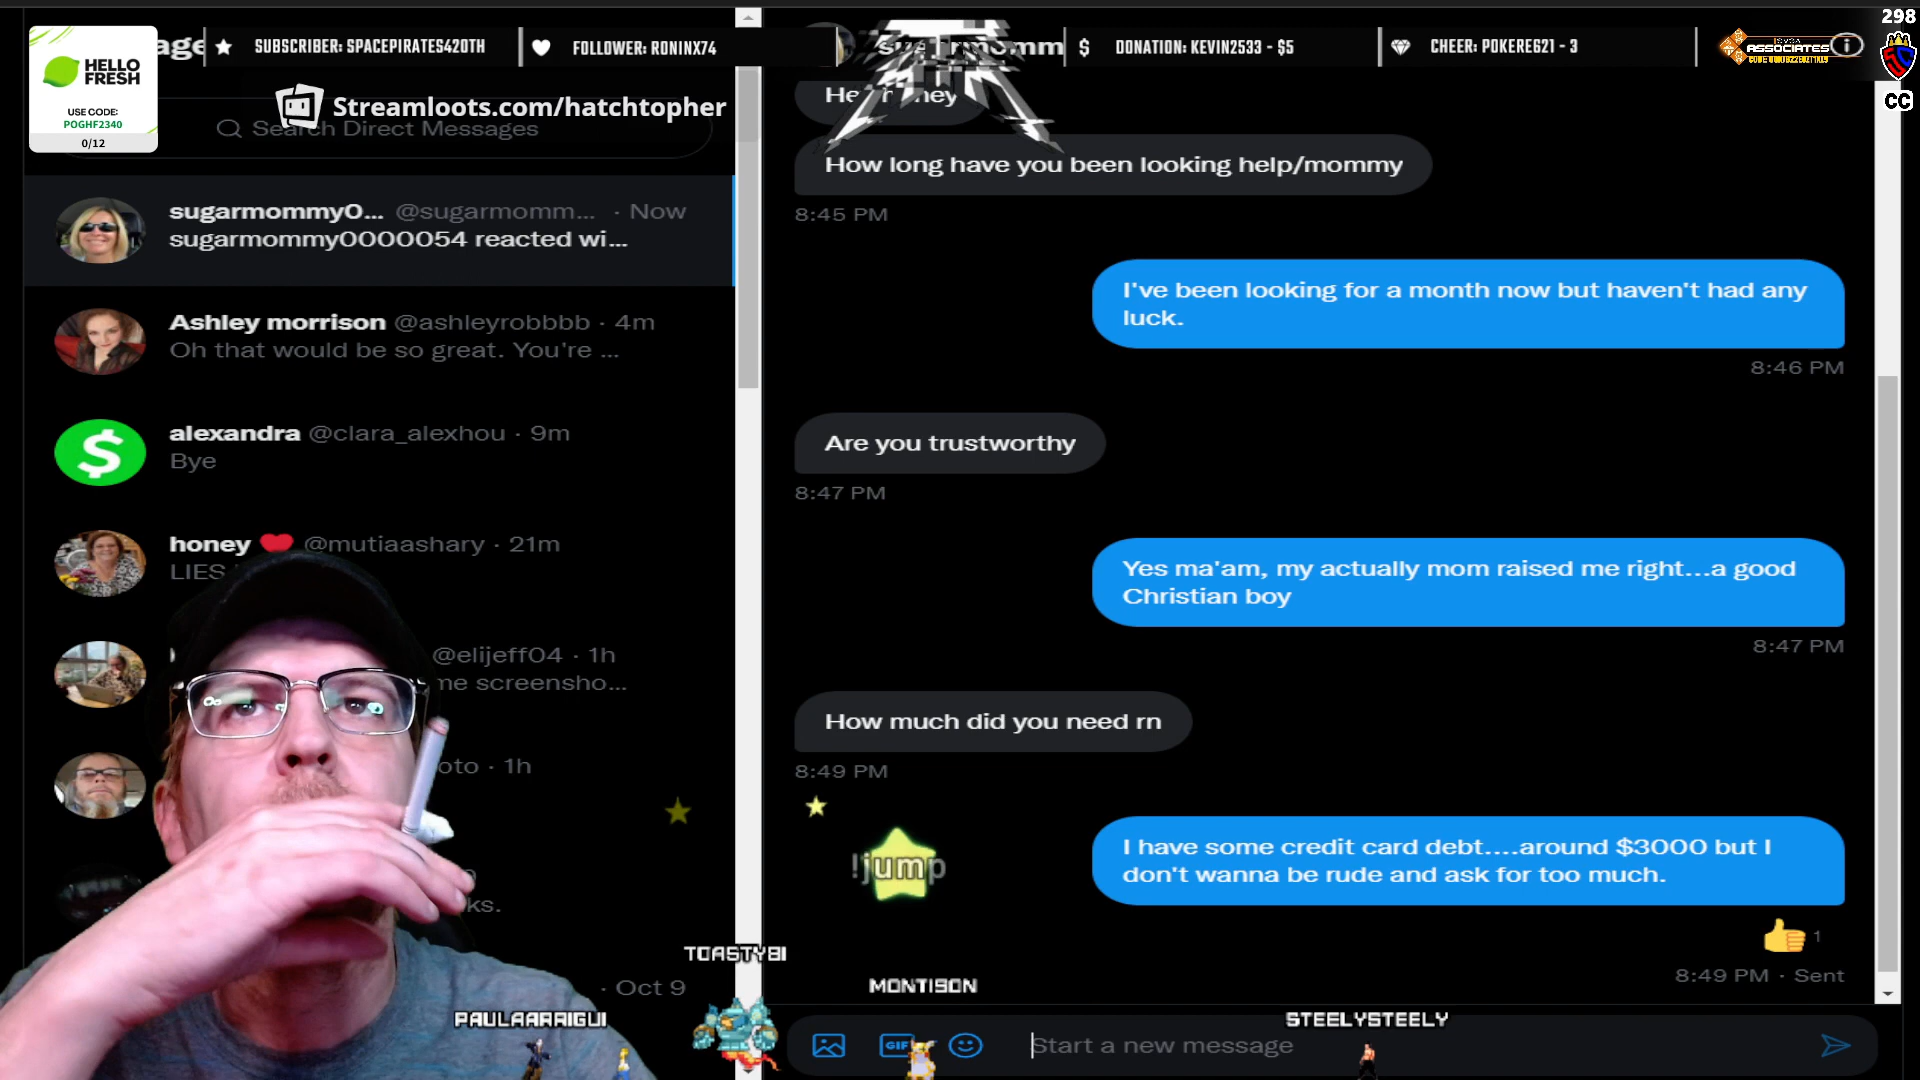 298
SUBSCRIBER: SPACEPIRATES420TH
FOLLOWER: RONINX74
$ DONATION: KEVIN2533 - $5
CHEER: POKERE621 - 3
ASSOCIATES
HELLO
FRESH
USE CODE:
POGHF2340
0/12
Streamloots.com/hatchtopher
Search Direct Messages
CC
sugarmommy0... @sugarmomm... · Now
sugarmommy0000054 reacted wi...
Ashley morrison @ashleyrobbbb · 4m
Oh that would be so great. You're ...
$
alexandra @clara_alexhou · 9m
Bye
honey ❤️ @mutiaashary · 21m
LIES
@elijeff04 · 1h
me screensho...
oto · 1h
ks.
· Oct 9
How long have you been looking help/mommy
8:45 PM
I've been looking for a month now but haven't had any
luck.
8:46 PM
Are you trustworthy
8:47 PM
Yes ma'am, my actually mom raised me right...a good
Christian boy
8:47 PM
How much did you need rn
8:49 PM
!jump
I have some credit card debt....around $3000 but I
don't wanna be rude and ask for too much.
👍 1
8:49 PM · Sent
TOASTY81
MONTISON
PAULAARRIGUI
STEELYSTEELY
GIF
Start a new message